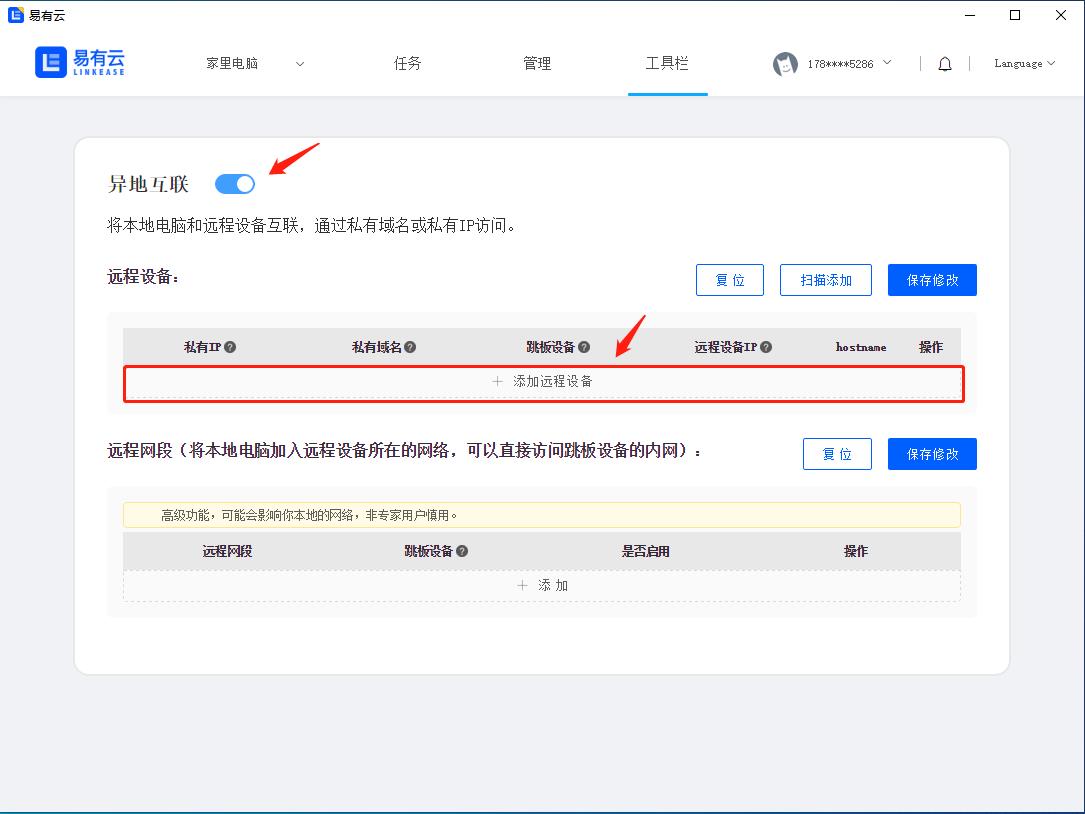 易有云
易有云
LINKEASE
家里电脑
任务
管理
工具栏
178****5286
Language
异地互联
将本地电脑和远程设备互联，通过私有域名或私有IP访问。
远程设备：
复 位
扫描添加
保存修改
私有IP
私有域名
跳板设备
远程设备IP
hostname
操作
＋ 添加远程设备
远程网段（将本地电脑加入远程设备所在的网络，可以直接访问跳板设备的内网）：
复 位
保存修改
高级功能，可能会影响你本地的网络，非专家用户慎用。
远程网段
跳板设备
是否启用
操作
＋ 添 加